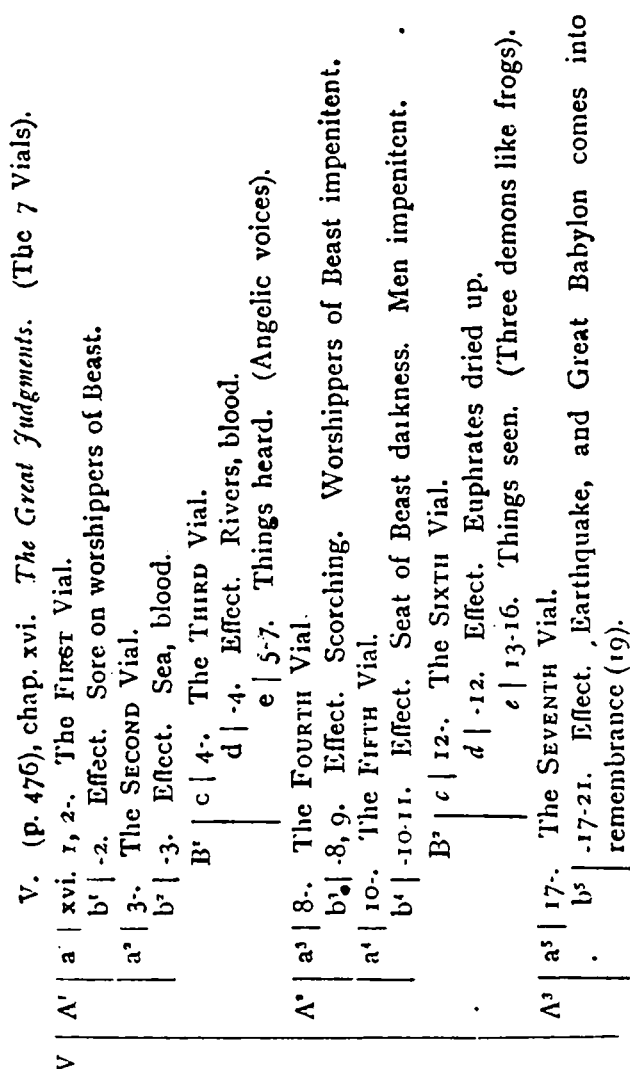 V. (p. 476), chap. xvi. The Great Judgments. (The 7 Vials).
V | A¹ | a¹ | xvi. 1, 2-. The FIRST Vial.
b¹ | -2. Effect. Sore on worshippers of Beast.
a² | 3-. The SECOND Vial.
b² | -3. Effect. Sea, blood.
B¹ | c | 4-. The THIRD Vial.
d | -4. Effect. Rivers, blood.
e | 5-7. Things heard. (Angelic voices).
A² | a³ | 8-. The FOURTH Vial.
b³ | -8, 9. Effect. Scorching. Worshippers of Beast impenitent.
a⁴ | 10-. The FIFTH Vial.
b⁴ | -10-11. Effect. Seat of Beast darkness. Men impenitent.
B² | c | 12-. The SIXTH Vial.
d | -12. Effect. Euphrates dried up.
e | 13-16. Things seen. (Three demons like frogs).
A³ | a⁵ | 17-. The SEVENTH Vial.
b⁵ | -17-21. Effect. Earthquake, and Great Babylon comes into
remembrance (19).